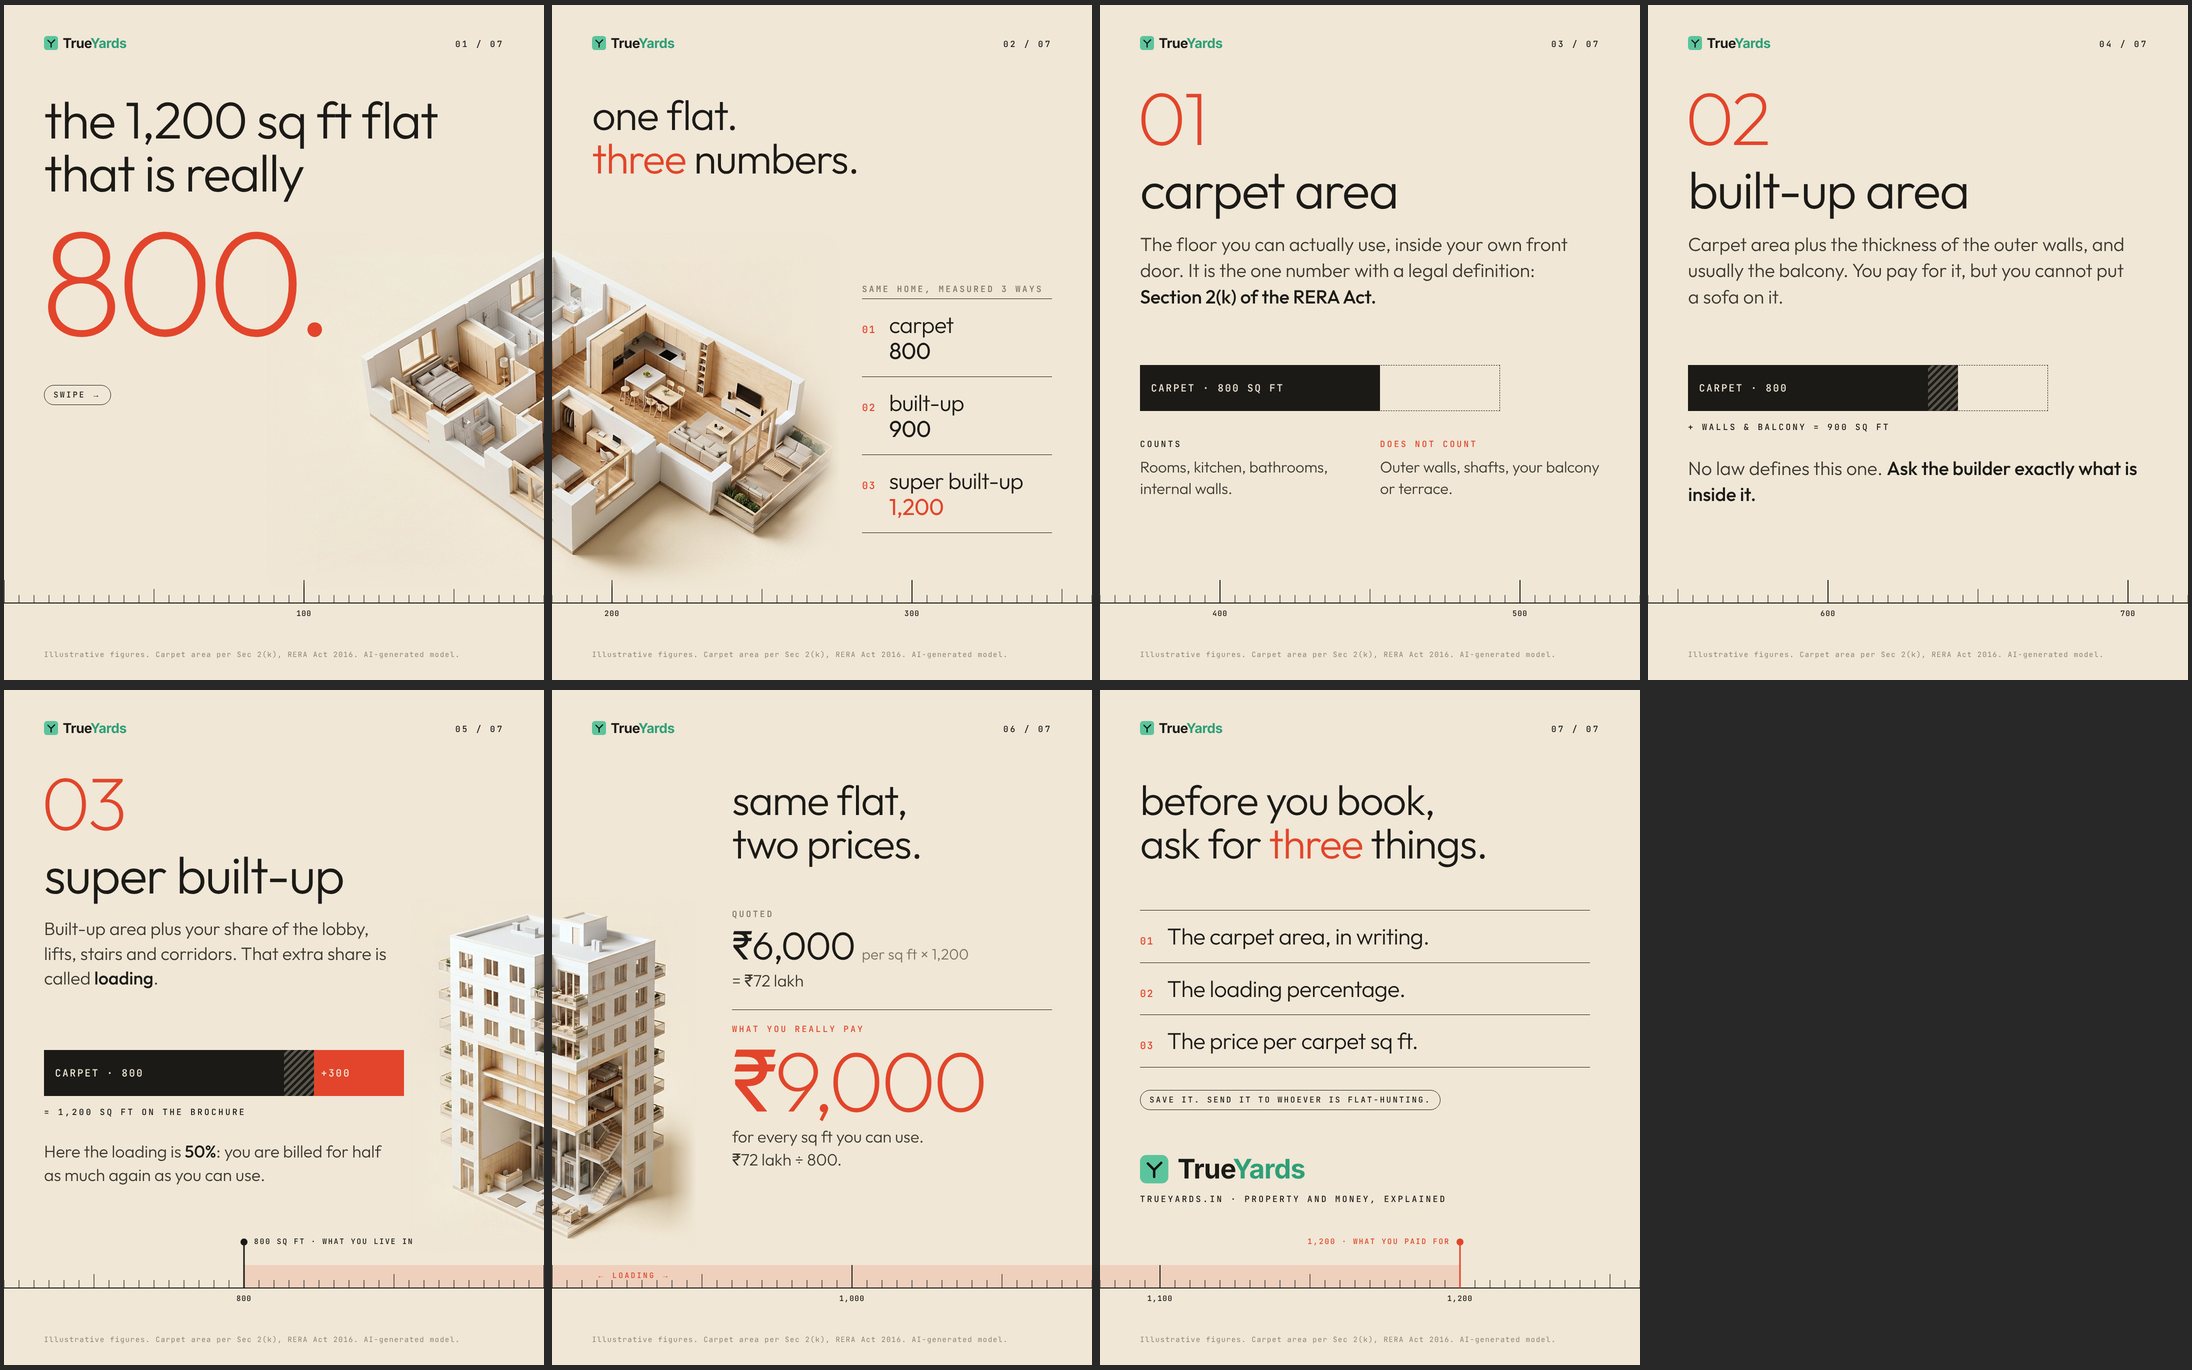 TrueYards
01 / 07
the 1,200 sq ft flat
that is really
800.
SWIPE →
100
Illustrative figures. Carpet area per Sec 2(k), RERA Act 2016. AI-generated model.
TrueYards
02 / 07
one flat.
three numbers.
SAME HOME, MEASURED 3 WAYS
01 carpet
800
02 built-up
900
03 super built-up
1,200
200 300
Illustrative figures. Carpet area per Sec 2(k), RERA Act 2016. AI-generated model.
TrueYards
03 / 07
01
carpet area
The floor you can actually use, inside your own front
door. It is the one number with a legal definition:
Section 2(k) of the RERA Act.
CARPET · 800 SQ FT
COUNTS
Rooms, kitchen, bathrooms,
internal walls.
DOES NOT COUNT
Outer walls, shafts, your balcony
or terrace.
400 500
Illustrative figures. Carpet area per Sec 2(k), RERA Act 2016. AI-generated model.
TrueYards
04 / 07
02
built-up area
Carpet area plus the thickness of the outer walls, and
usually the balcony. You pay for it, but you cannot put
a sofa on it.
CARPET · 800
+ WALLS & BALCONY = 900 SQ FT
No law defines this one. Ask the builder exactly what is
inside it.
600 700
Illustrative figures. Carpet area per Sec 2(k), RERA Act 2016. AI-generated model.
TrueYards
05 / 07
03
super built-up
Built-up area plus your share of the lobby,
lifts, stairs and corridors. That extra share is
called loading.
CARPET · 800 +300
= 1,200 SQ FT ON THE BROCHURE
Here the loading is 50%: you are billed for half
as much again as you can use.
800 SQ FT · WHAT YOU LIVE IN
800
Illustrative figures. Carpet area per Sec 2(k), RERA Act 2016. AI-generated model.
TrueYards
06 / 07
same flat,
two prices.
QUOTED
₹6,000 per sq ft × 1,200
= ₹72 lakh
WHAT YOU REALLY PAY
₹9,000
for every sq ft you can use.
₹72 lakh ÷ 800.
← LOADING →
1,000
Illustrative figures. Carpet area per Sec 2(k), RERA Act 2016. AI-generated model.
TrueYards
07 / 07
before you book,
ask for three things.
01 The carpet area, in writing.
02 The loading percentage.
03 The price per carpet sq ft.
SAVE IT. SEND IT TO WHOEVER IS FLAT-HUNTING.
TrueYards
TRUEYARDS.IN · PROPERTY AND MONEY, EXPLAINED
1,200 · WHAT YOU PAID FOR
1,100 1,200
Illustrative figures. Carpet area per Sec 2(k), RERA Act 2016. AI-generated model.